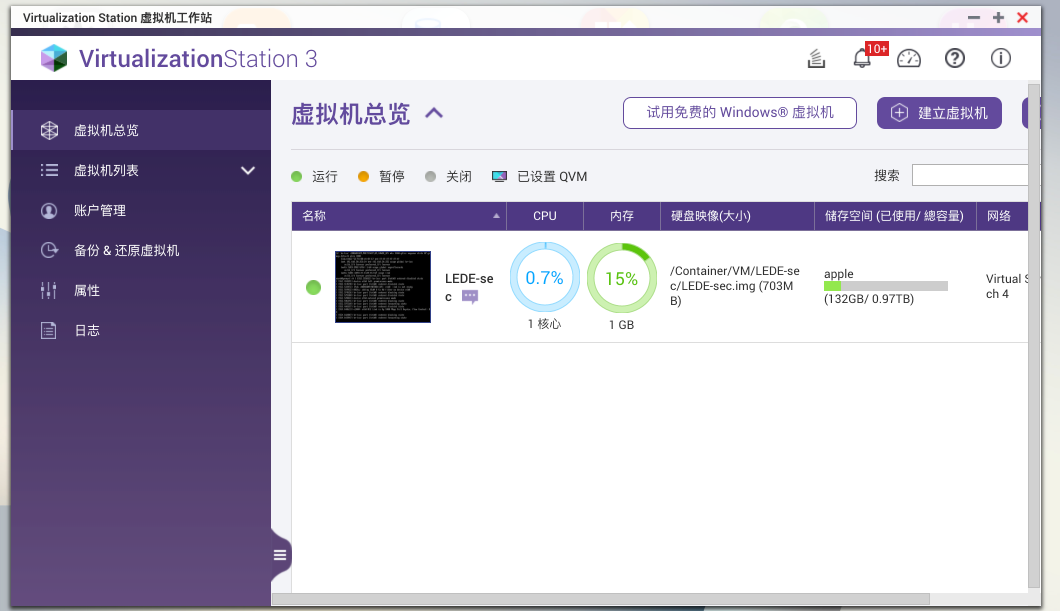 Virtualization Station 虚拟机工作站
VirtualizationStation 3
10+
虚拟机总览
虚拟机列表
账户管理
备份 & 还原虚拟机
属性
日志
虚拟机总览
试用免费的 Windows® 虚拟机
建立虚拟机
运行
暂停
关闭
已设置 QVM
搜索
名称
CPU
内存
硬盘映像(大小)
储存空间 (已使用/ 總容量)
网络
LEDE-se
c
0.7%
1 核心
15%
1 GB
/Container/VM/LEDE-se
c/LEDE-sec.img (703M
B)
apple
(132GB/ 0.97TB)
Virtual S
ch 4